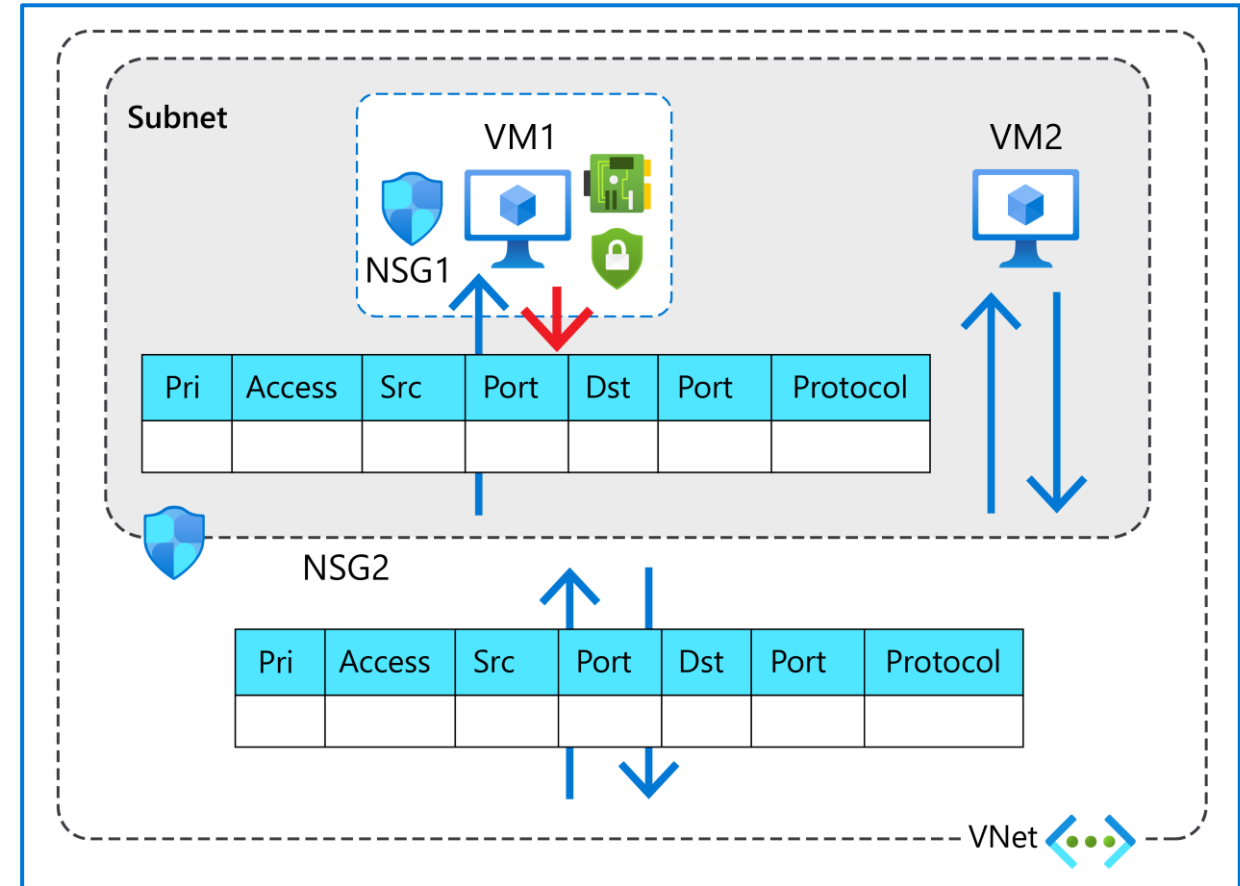 Subnet
VM1
VM2
NSG1
Pri Access Src Port Dst Port Protocol
NSG2
Pri Access Src Port Dst Port Protocol
VNet